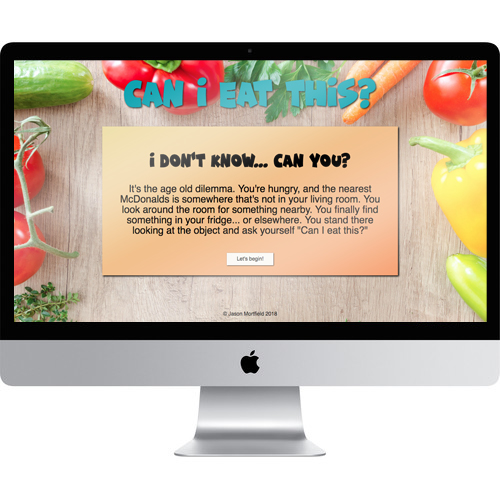 CAN i EAT THiS?
i DON'T KNOW... CAN YOU?
It's the age old dilemma. You're hungry, and the nearest
McDonalds is somewhere that's not in your living room. You
look around the room for something nearby. You finally find
something in your fridge... or elsewhere. You stand there
looking at the object and ask yourself "Can I eat this?"
Let's begin!
© Jason Mortfield 2018